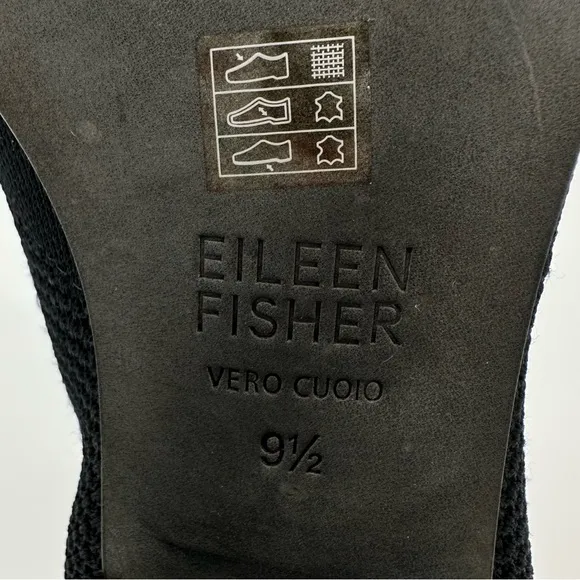 EILEEN
FISHER
VERO CUOIO
9½